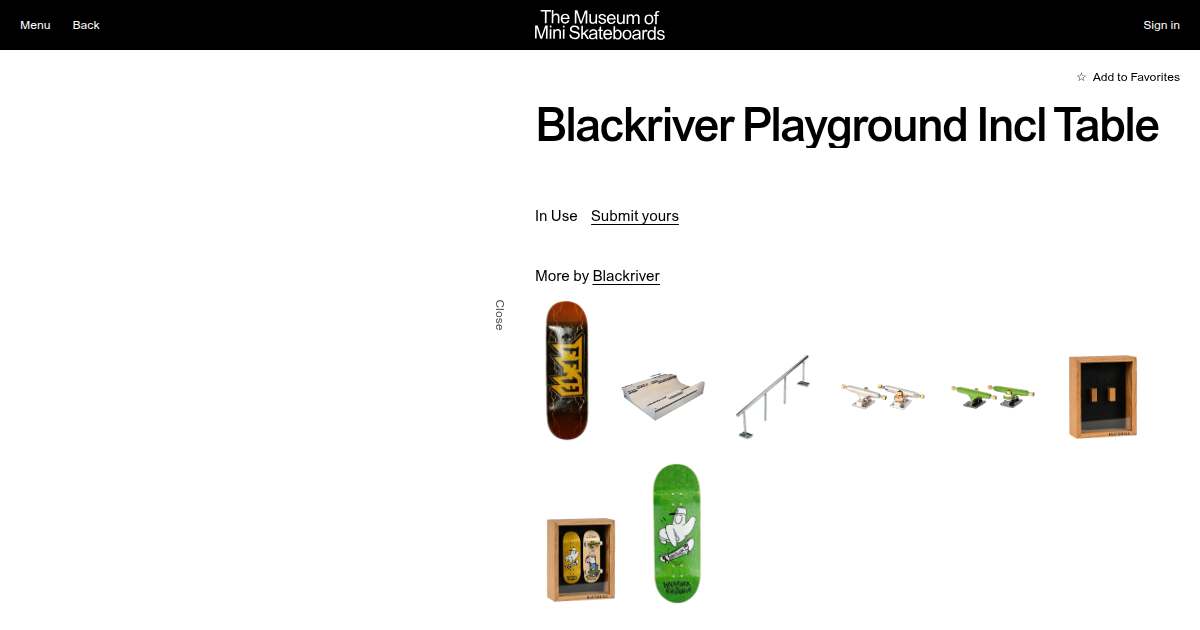 Menu
Back
The Museum of
Mini Skateboards
Sign in
☆ Add to Favorites
Blackriver Playground Incl Table
In Use
Submit yours
More by Blackriver
Close